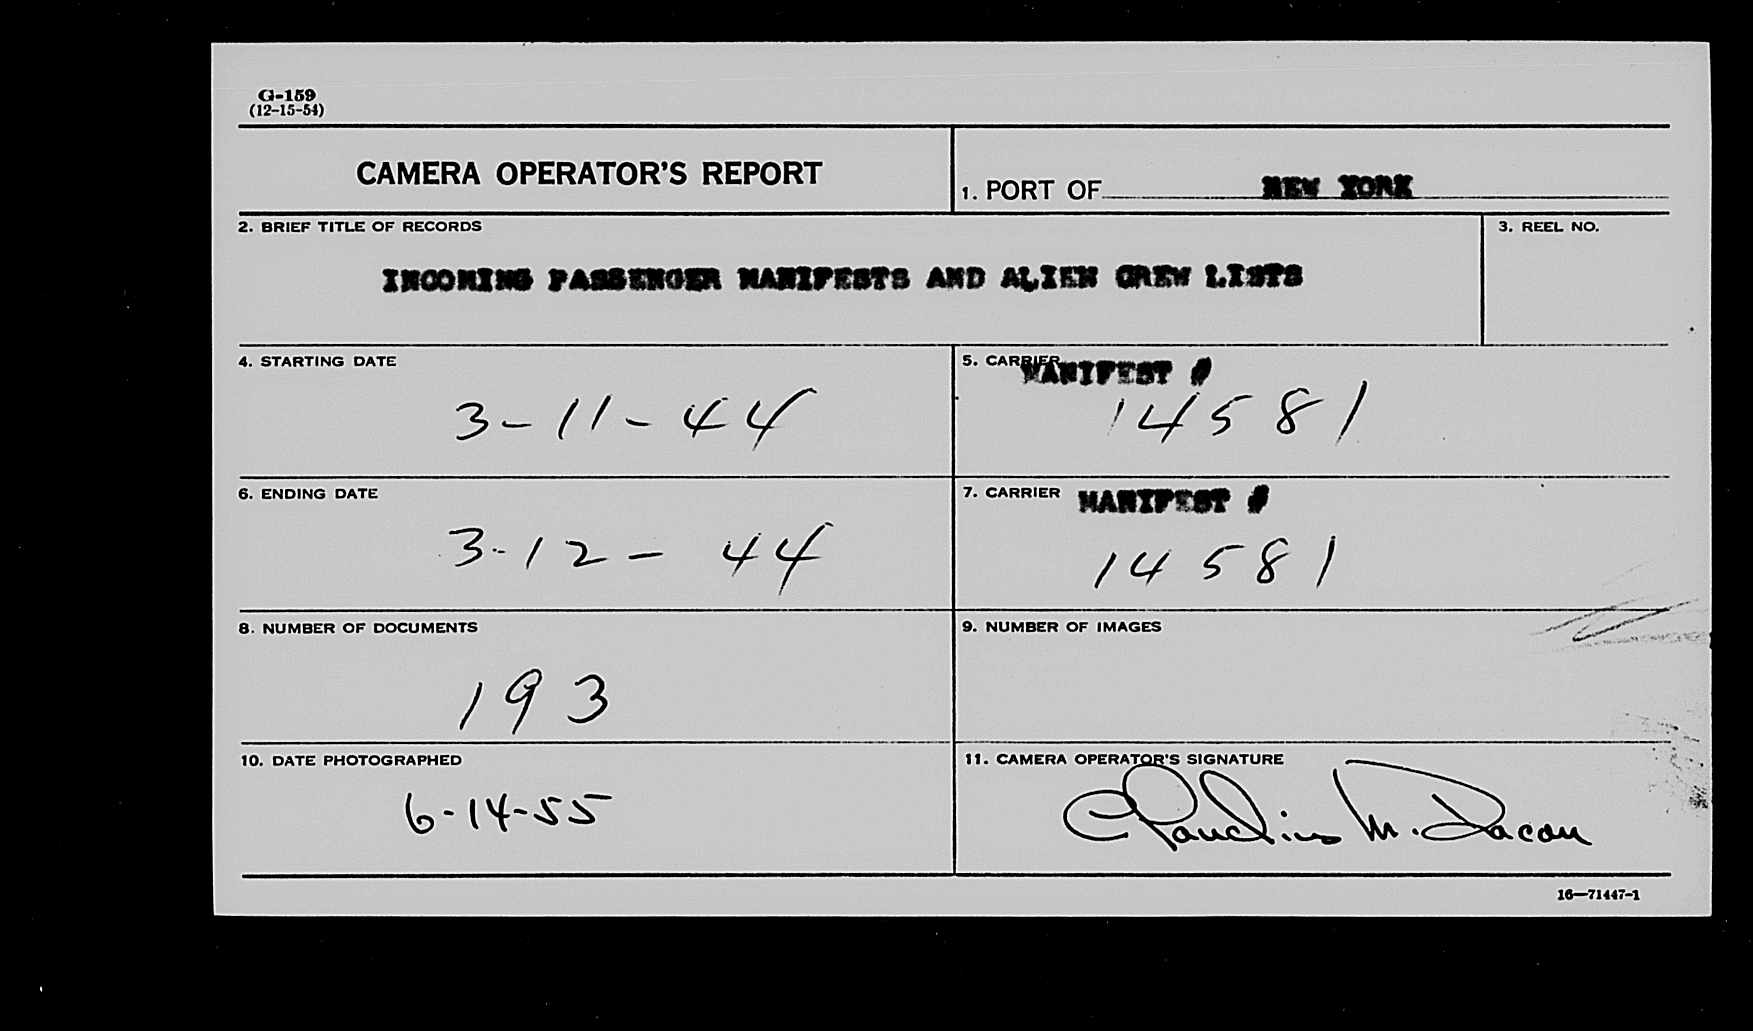 G-159
(12-15-54)
CAMERA OPERATOR'S REPORT
1. PORT OF NEW YORK
2. BRIEF TITLE OF RECORDS
3. REEL NO.
INCOMING PASSENGER MANIFESTS AND ALIEN CREW LISTS
4. STARTING DATE
5. CARRIER MANIFEST #
3-11-44
14581
6. ENDING DATE
7. CARRIER MANIFEST #
3-12-44
14581
8. NUMBER OF DOCUMENTS
9. NUMBER OF IMAGES
193
10. DATE PHOTOGRAPHED
11. CAMERA OPERATOR'S SIGNATURE
6-14-55
Claudius M. Dacon
16—71447-1